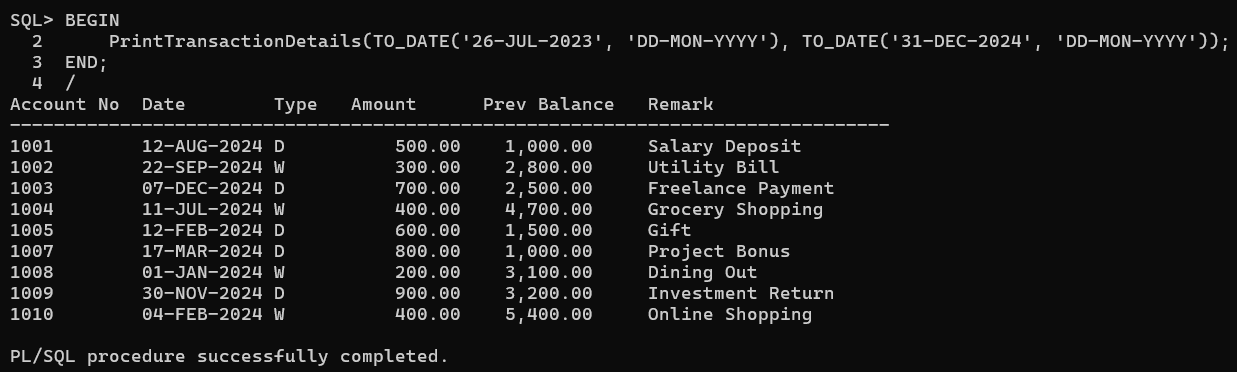 SQL> BEGIN
  2      PrintTransactionDetails(TO_DATE('26-JUL-2023', 'DD-MON-YYYY'), TO_DATE('31-DEC-2024', 'DD-MON-YYYY'));
  3  END;
  4  /
Account No  Date        Type   Amount      Prev Balance   Remark
--------------------------------------------------------------------------------
1001        12-AUG-2024 D          500.00    1,000.00     Salary Deposit
1002        22-SEP-2024 W          300.00    2,800.00     Utility Bill
1003        07-DEC-2024 D          700.00    2,500.00     Freelance Payment
1004        11-JUL-2024 W          400.00    4,700.00     Grocery Shopping
1005        12-FEB-2024 D          600.00    1,500.00     Gift
1007        17-MAR-2024 D          800.00    1,000.00     Project Bonus
1008        01-JAN-2024 W          200.00    3,100.00     Dining Out
1009        30-NOV-2024 D          900.00    3,200.00     Investment Return
1010        04-FEB-2024 W          400.00    5,400.00     Online Shopping

PL/SQL procedure successfully completed.